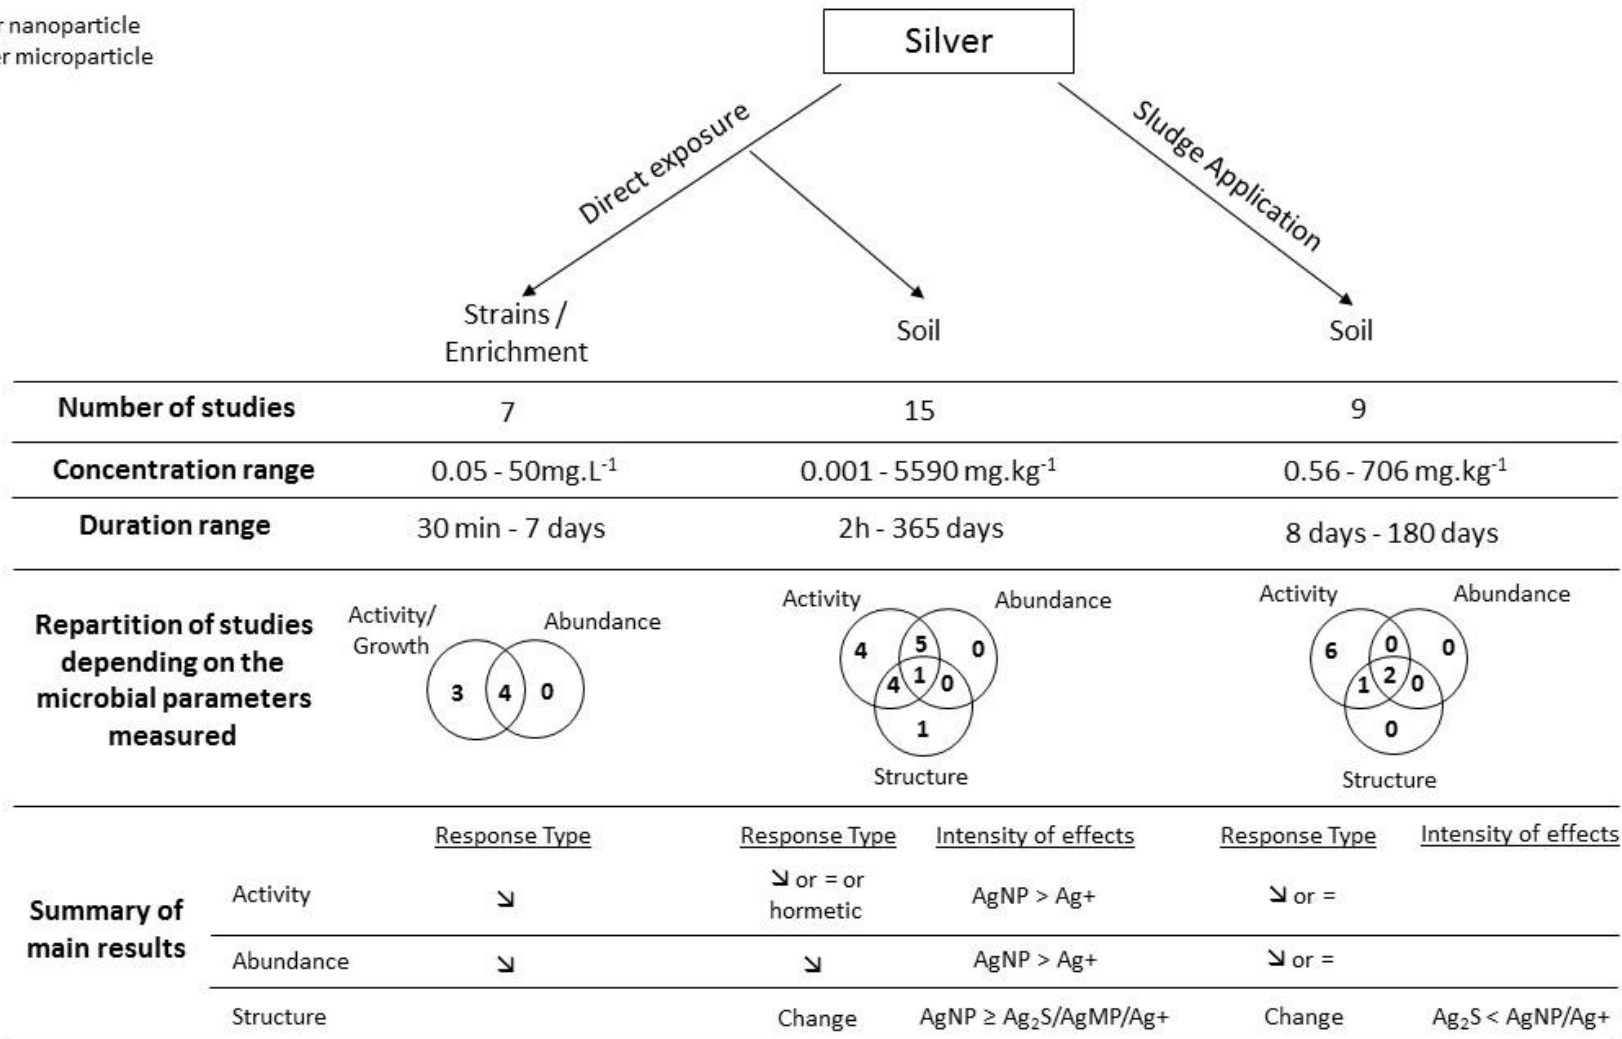 nanoparticle
microparticle
Silver
Direct exposure
Sludge Application
Strains /
Enrichment
Soil
Soil
Number of studies 7 15 9
Concentration range 0.05 - 50mg.L-1 0.001 - 5590 mg.kg-1 0.56 - 706 mg.kg-1
Duration range 30 min - 7 days 2h - 365 days 8 days - 180 days
Repartition of studies
depending on the
microbial parameters
measured
Activity/
Growth
Abundance
3 4 0
Activity
Abundance
4 5 0
4 1 0
1
Structure
Activity
Abundance
6 0 0
1 2 0
0
Structure
Summary of
main results
Response Type Response Type Intensity of effects Response Type Intensity of effects
Activity ↘ ↘ or = or
hormetic AgNP > Ag+ ↘ or =
Abundance ↘ ↘ AgNP > Ag+ ↘ or =
Structure Change AgNP ≥ Ag2S/AgMP/Ag+ Change Ag2S < AgNP/Ag+